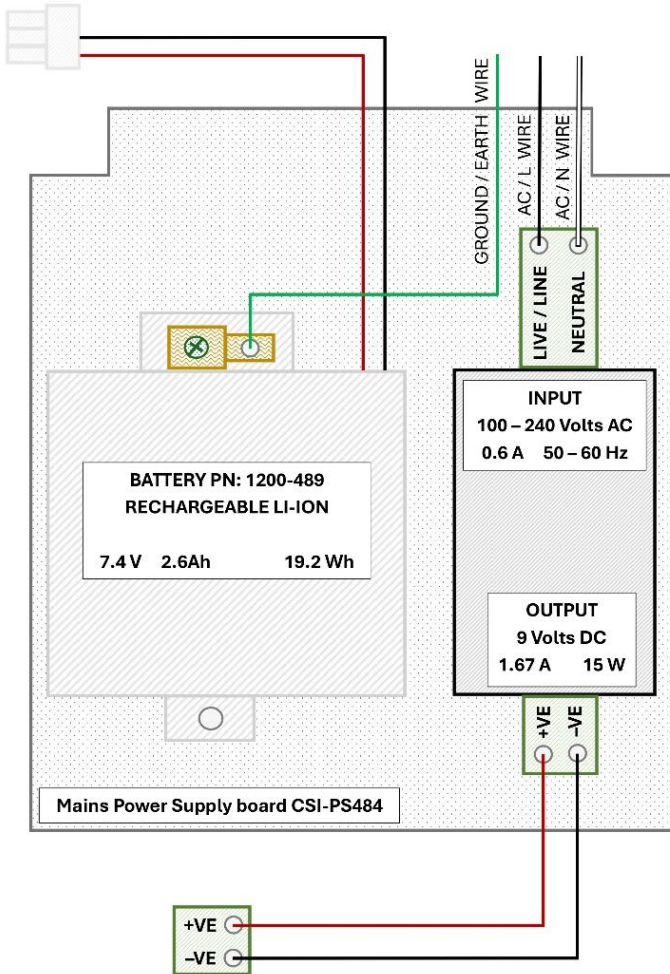 GROUND / EARTH WIRE
AC / L WIRE
AC / N WIRE
LIVE / LINE
NEUTRAL
INPUT
100 – 240 Volts AC
0.6 A 50 – 60 Hz
BATTERY PN: 1200-489
RECHARGEABLE LI-ION
7.4 V 2.6Ah 19.2 Wh
OUTPUT
9 Volts DC
1.67 A 15 W
+VE
–VE
Mains Power Supply board CSI-PS484
+VE
–VE